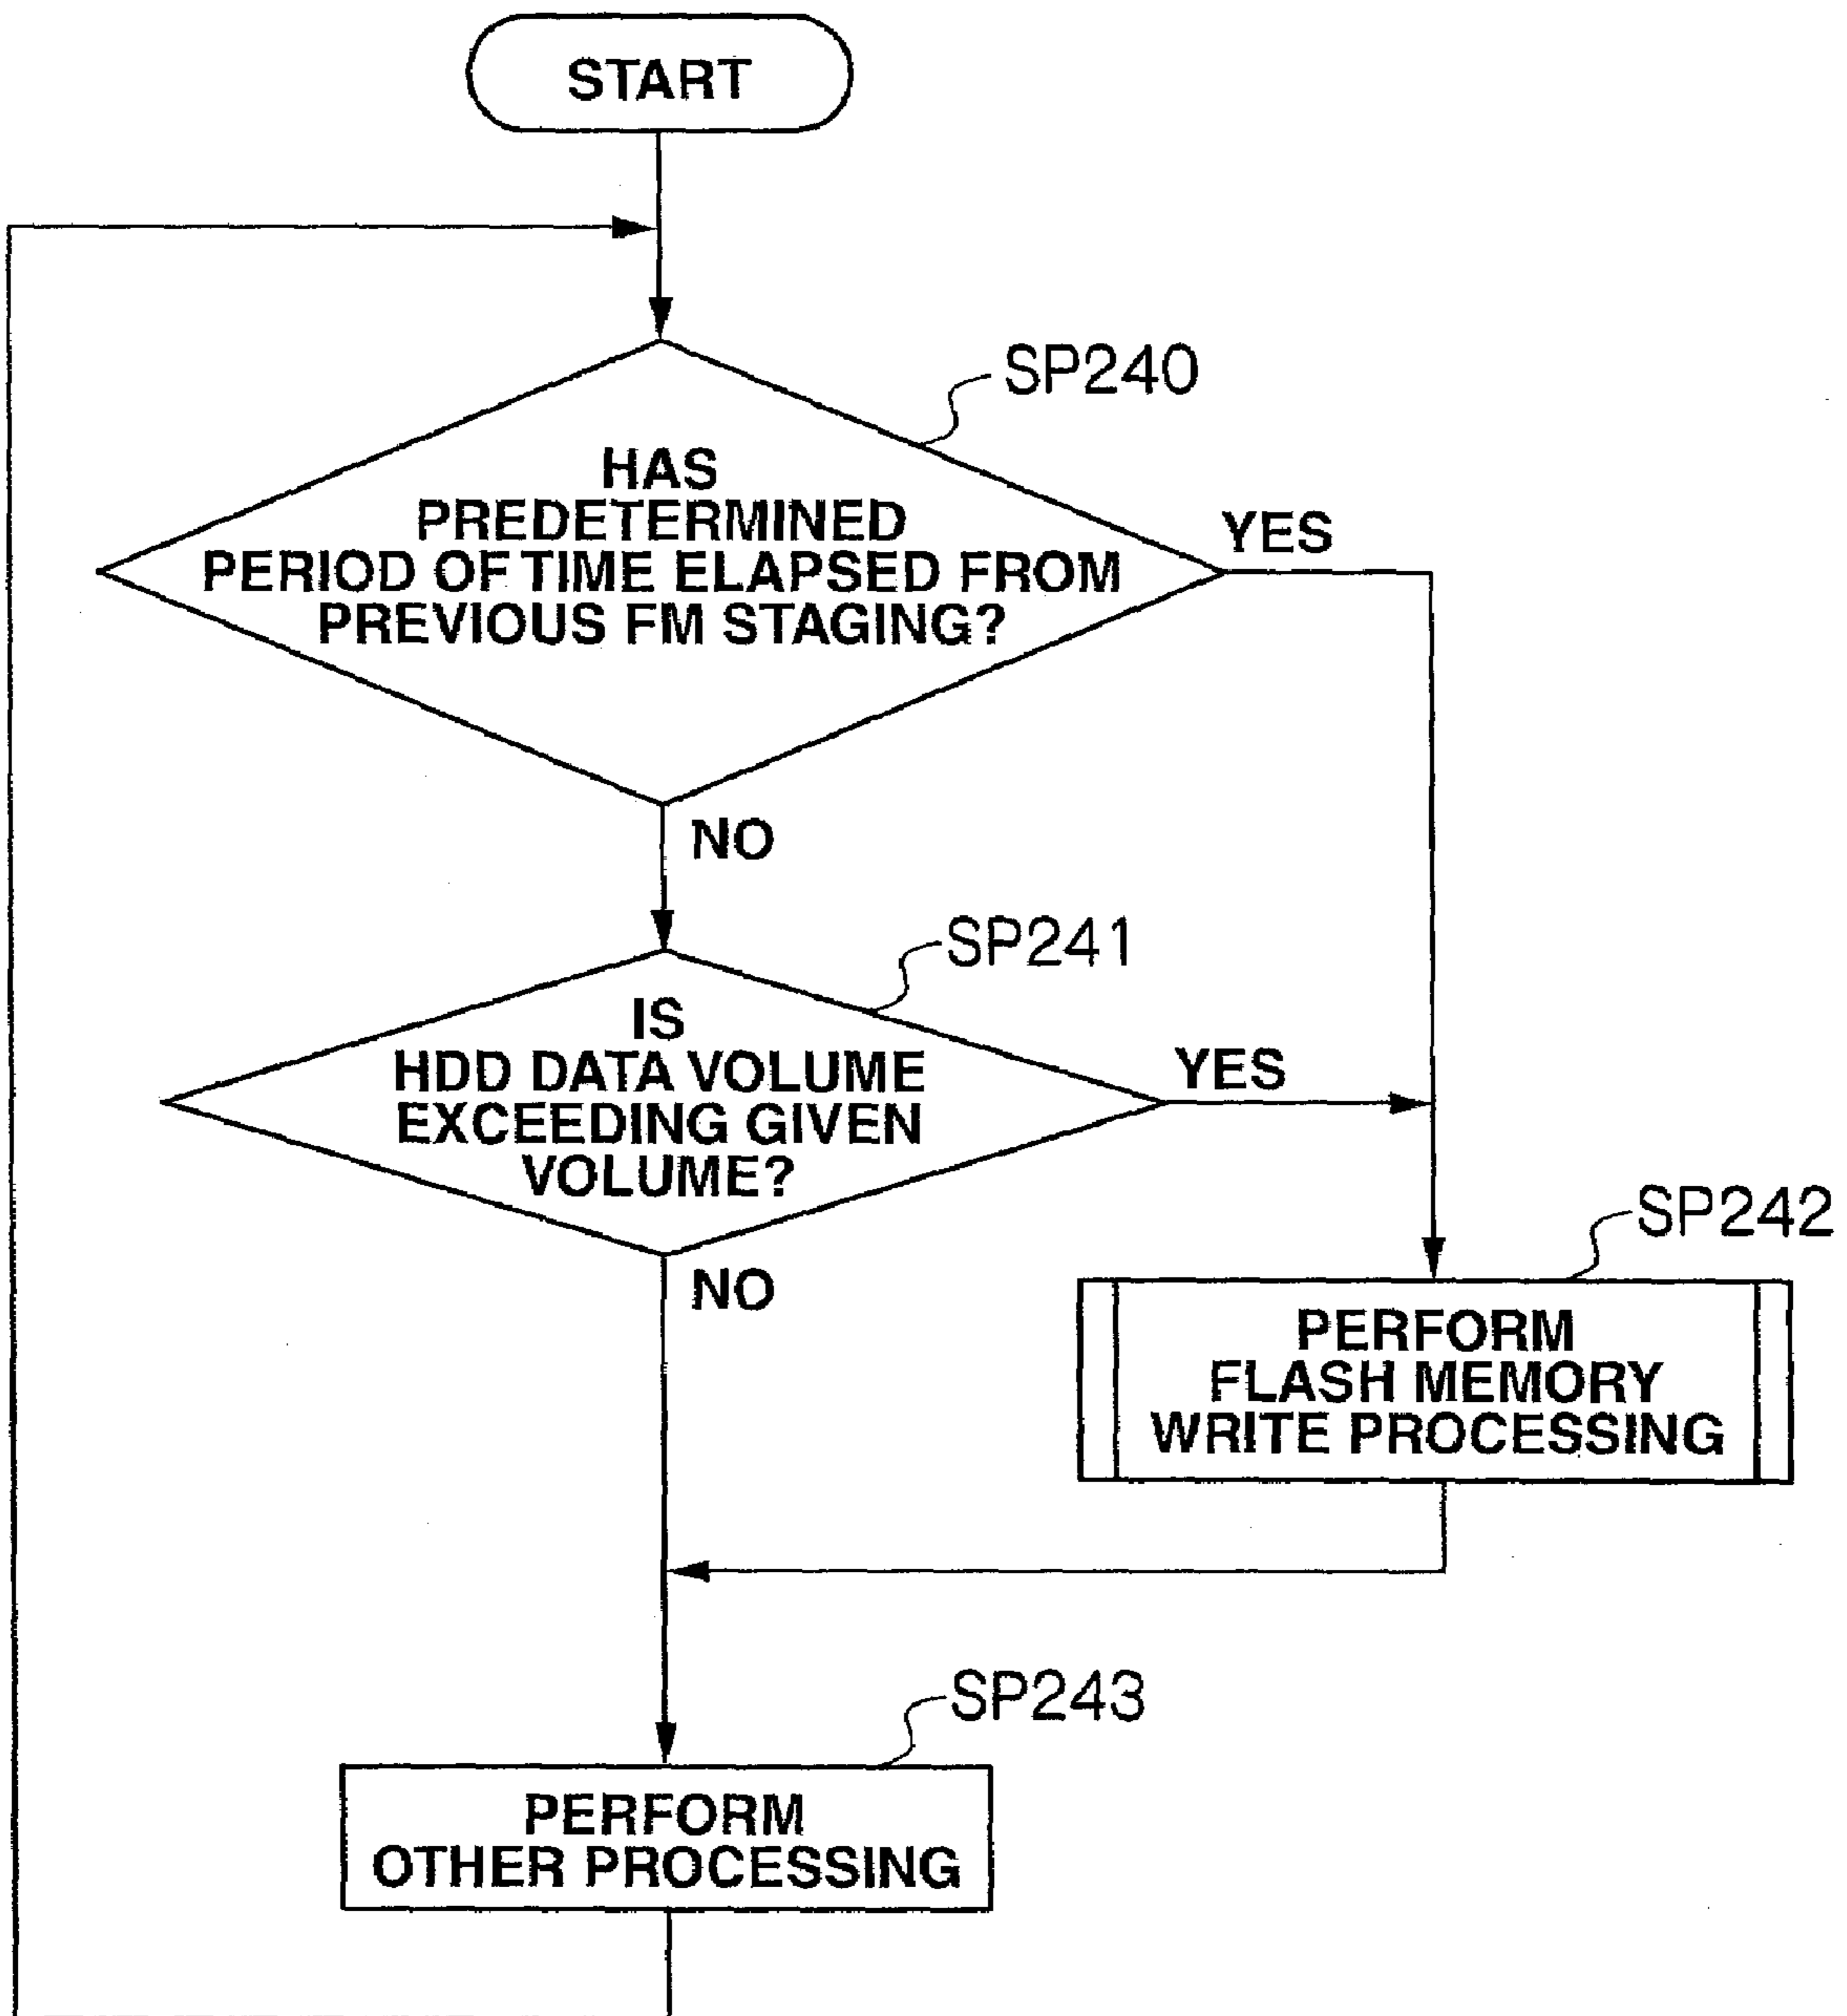 START
SP240
HAS
PREDETERMINED
PERIOD OF TIME ELAPSED FROM
PREVIOUS FM STAGING?
YES
NO
SP241
IS
HDD DATA VOLUME
EXCEEDING GIVEN
VOLUME?
YES
NO
SP242
PERFORM
FLASH MEMORY
WRITE PROCESSING
SP243
PERFORM
OTHER PROCESSING